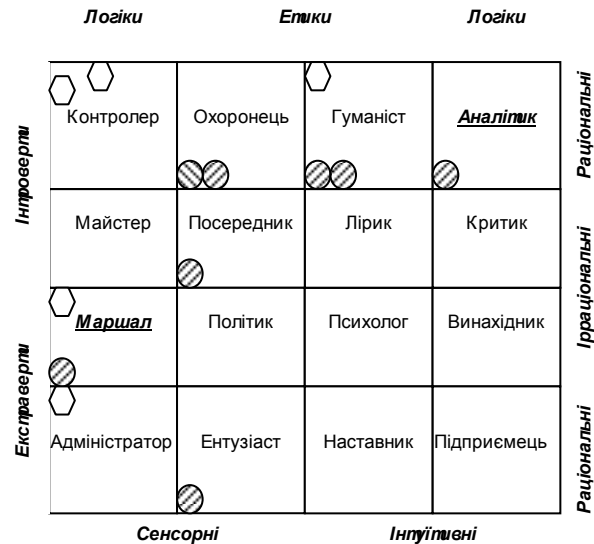 Логіки Етики Логіки
Контролер Охоронець Гуманіст Аналітик
Раціональні
Інтроверти
Майстер Посередник Лірик Критик
Ірраціональні
Маршал Політик Психолог Винахідник
Екстраверти
Адміністратор Ентузіаст Наставник Підприємець
Раціональні
Сенсорні Інтуїтивні